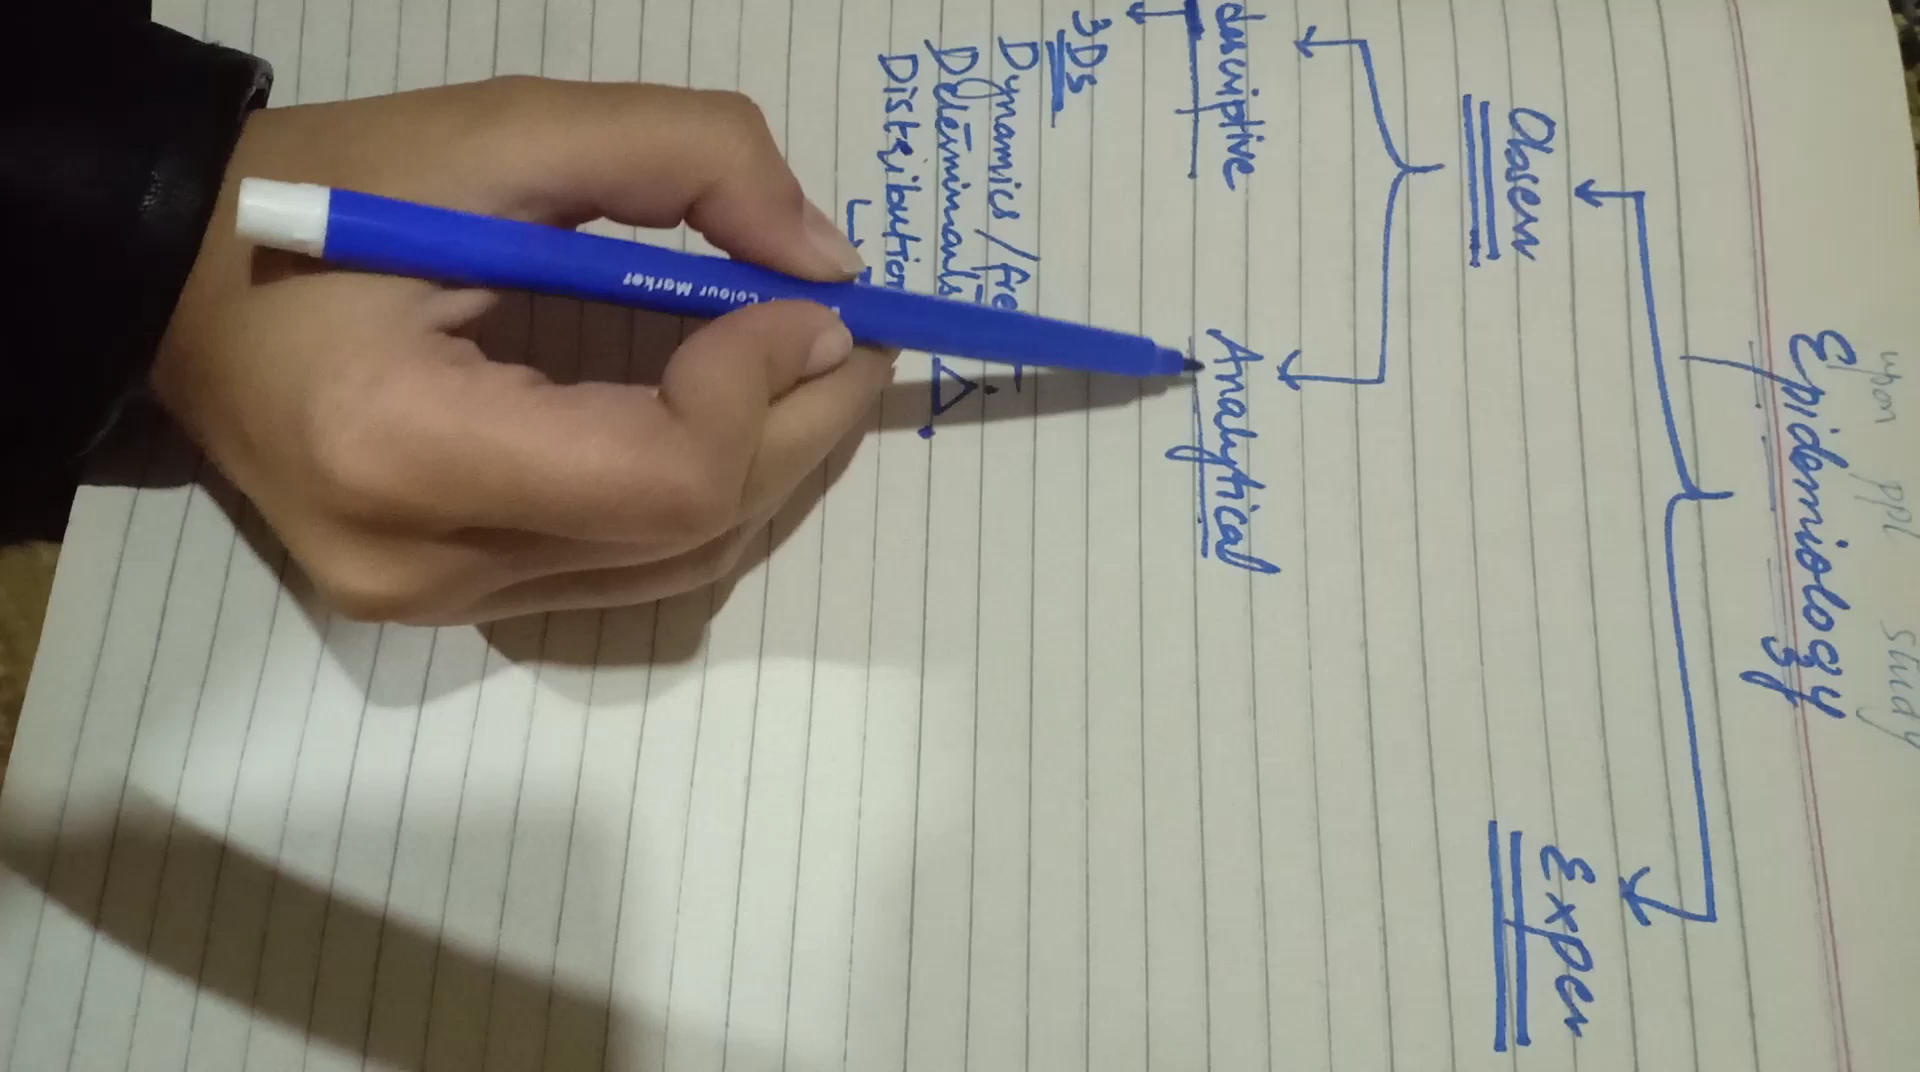 upon ppl study
Epidemiology
Observ Exper
descriptive Analytical
3Ds
Dynamics / fre
Determinants
Distribution
Colour Marker